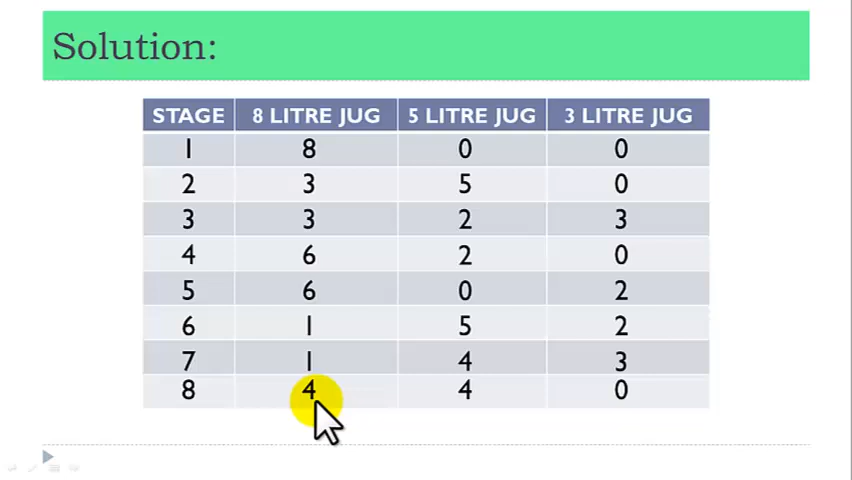 Solution:
STAGE 8 LITRE JUG 5 LITRE JUG 3 LITRE JUG
1 8 0 0
2 3 5 0
3 3 2 3
4 6 2 0
5 6 0 2
6 1 5 2
7 1 4 3
8 4 4 0